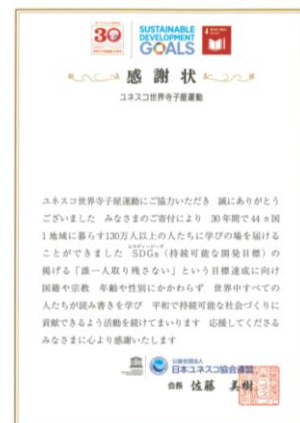 30
SUSTAINABLE
DEVELOPMENT
GOALS
4
感謝状
ユネスコ世界寺子屋運動
ユネスコ世界寺子屋運動にご協力いただき 誠にありがとう
ございました みなさまのご寄付により 30年間で44ヵ国
1地域に暮らす130万人以上の人たちに学びの場を届ける
ことができました SDGs(持続可能な開発目標)の
エスディージーズ
掲げる「誰一人取り残さない」という目標達成に向け
国籍や宗教 年齢や性別にかかわらず 世界中すべての
人たちが読み書きを学び 平和で持続可能な社会づくりに
貢献できるよう活動を続けてまいります 応援してくださる
みなさまに心より感謝いたします
公益社団法人
日本ユネスコ協会連盟
会長 佐藤 美樹